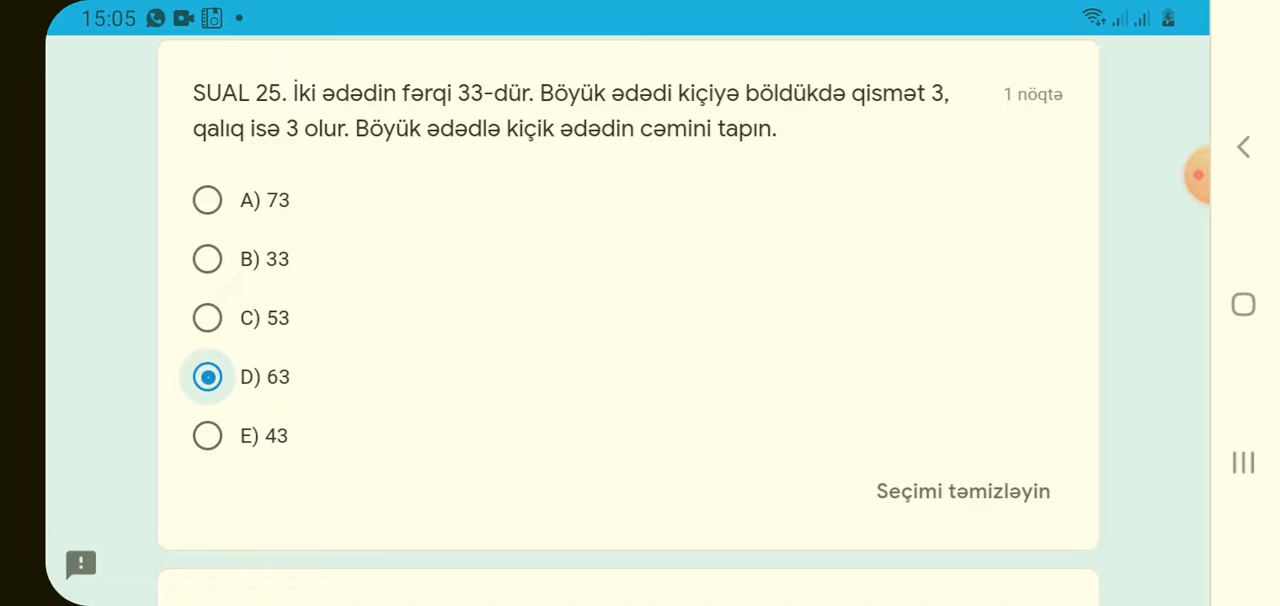 15:05
SUAL 25. İki ədədin fərqi 33-dür. Böyük ədədi kiçiyə böldükdə qismət 3,
qalıq isə 3 olur. Böyük ədədlə kiçik ədədin cəmini tapın.
1 nöqtə
A) 73
B) 33
C) 53
D) 63
E) 43
Seçimi təmizləyin